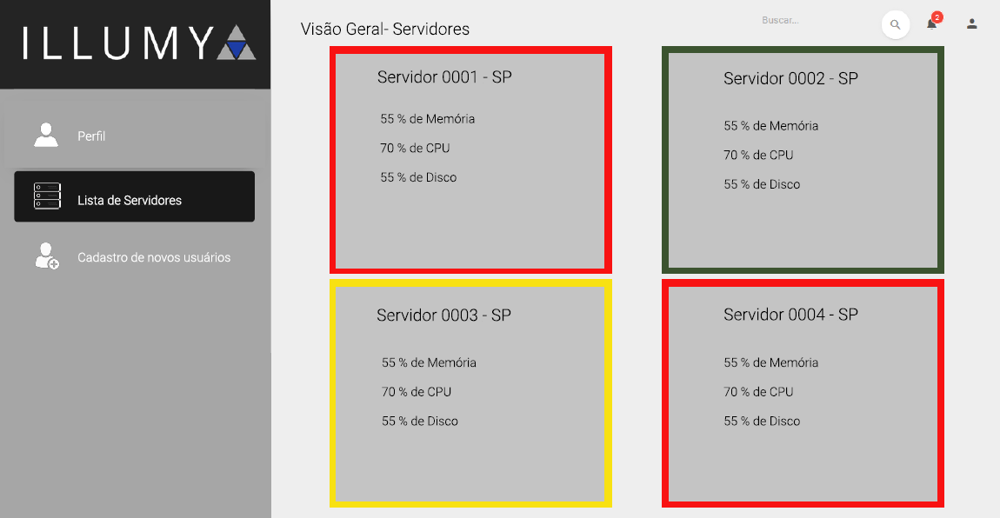 ILLUMYA
Perfil
Lista de Servidores
Cadastro de novos usuários
Visão Geral- Servidores
Buscar...
2
Servidor 0001 - SP
55 % de Memória
70 % de CPU
55 % de Disco
Servidor 0002 - SP
55 % de Memória
70 % de CPU
55 % de Disco
Servidor 0003 - SP
55 % de Memória
70 % de CPU
55 % de Disco
Servidor 0004 - SP
55 % de Memória
70 % de CPU
55 % de Disco